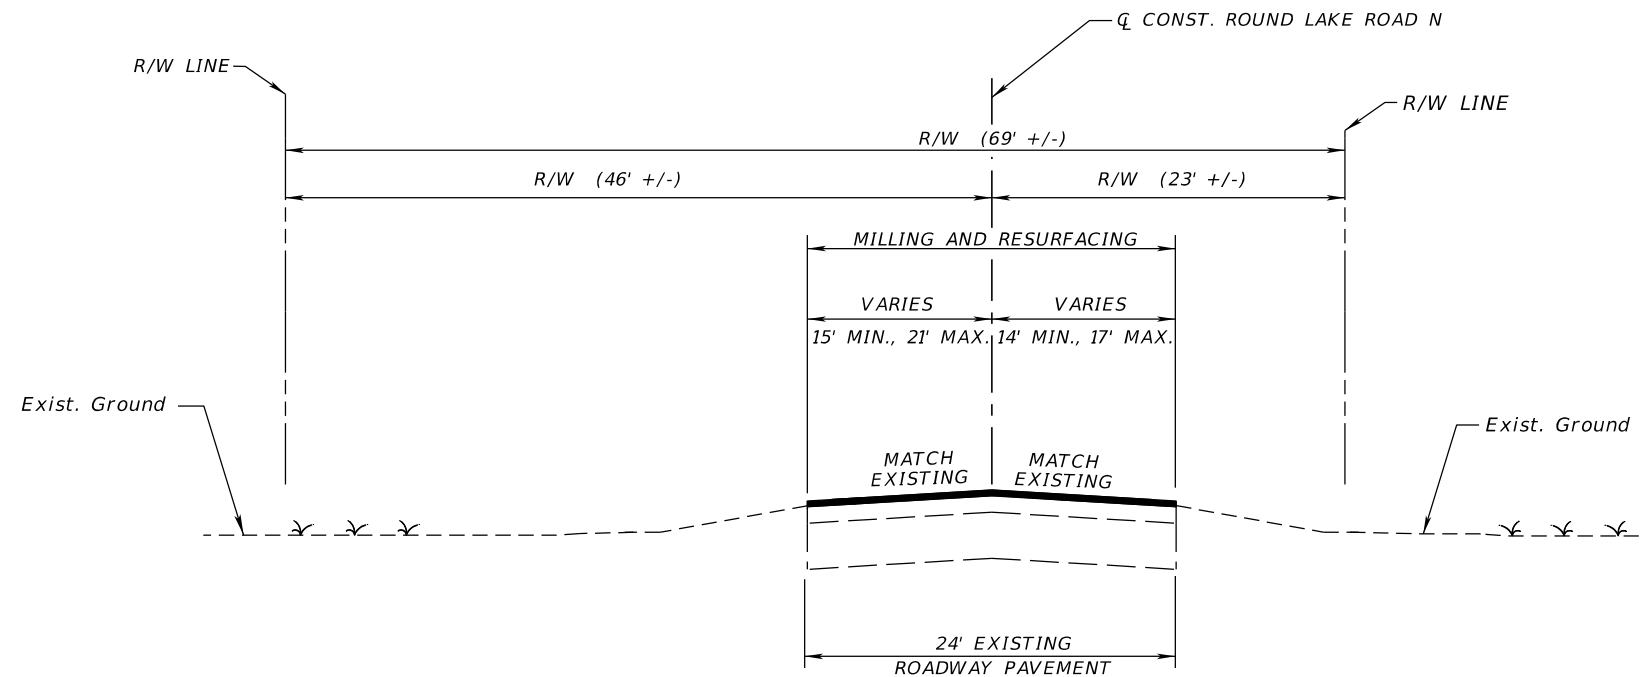 ℄ CONST. ROUND LAKE ROAD N
R/W LINE
R/W LINE
R/W (69' +/-)
R/W (46' +/-)
R/W (23' +/-)
MILLING AND RESURFACING
VARIES
VARIES
15' MIN., 21' MAX.
14' MIN., 17' MAX.
Exist. Ground
Exist. Ground
MATCH
EXISTING
MATCH
EXISTING
24' EXISTING
ROADWAY PAVEMENT